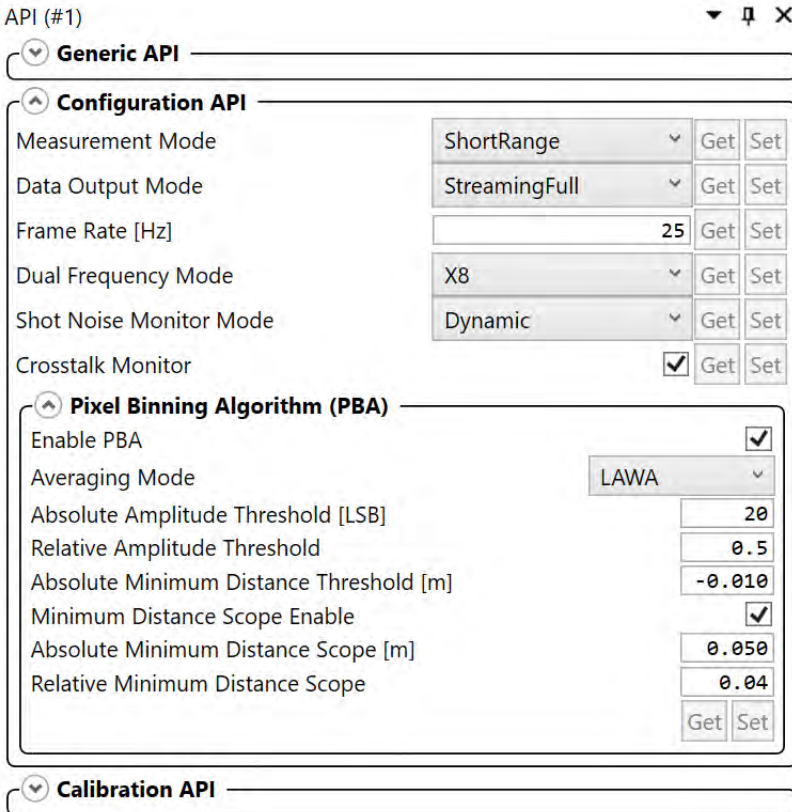 API (#1)
Generic API
Configuration API
Measurement Mode ShortRange Get Set
Data Output Mode StreamingFull Get Set
Frame Rate [Hz] 25 Get Set
Dual Frequency Mode X8 Get Set
Shot Noise Monitor Mode Dynamic Get Set
Crosstalk Monitor Get Set
Pixel Binning Algorithm (PBA)
Enable PBA
Averaging Mode LAWA
Absolute Amplitude Threshold [LSB] 20
Relative Amplitude Threshold 0.5
Absolute Minimum Distance Threshold [m] -0.010
Minimum Distance Scope Enable
Absolute Minimum Distance Scope [m] 0.050
Relative Minimum Distance Scope 0.04
Get Set
Calibration API